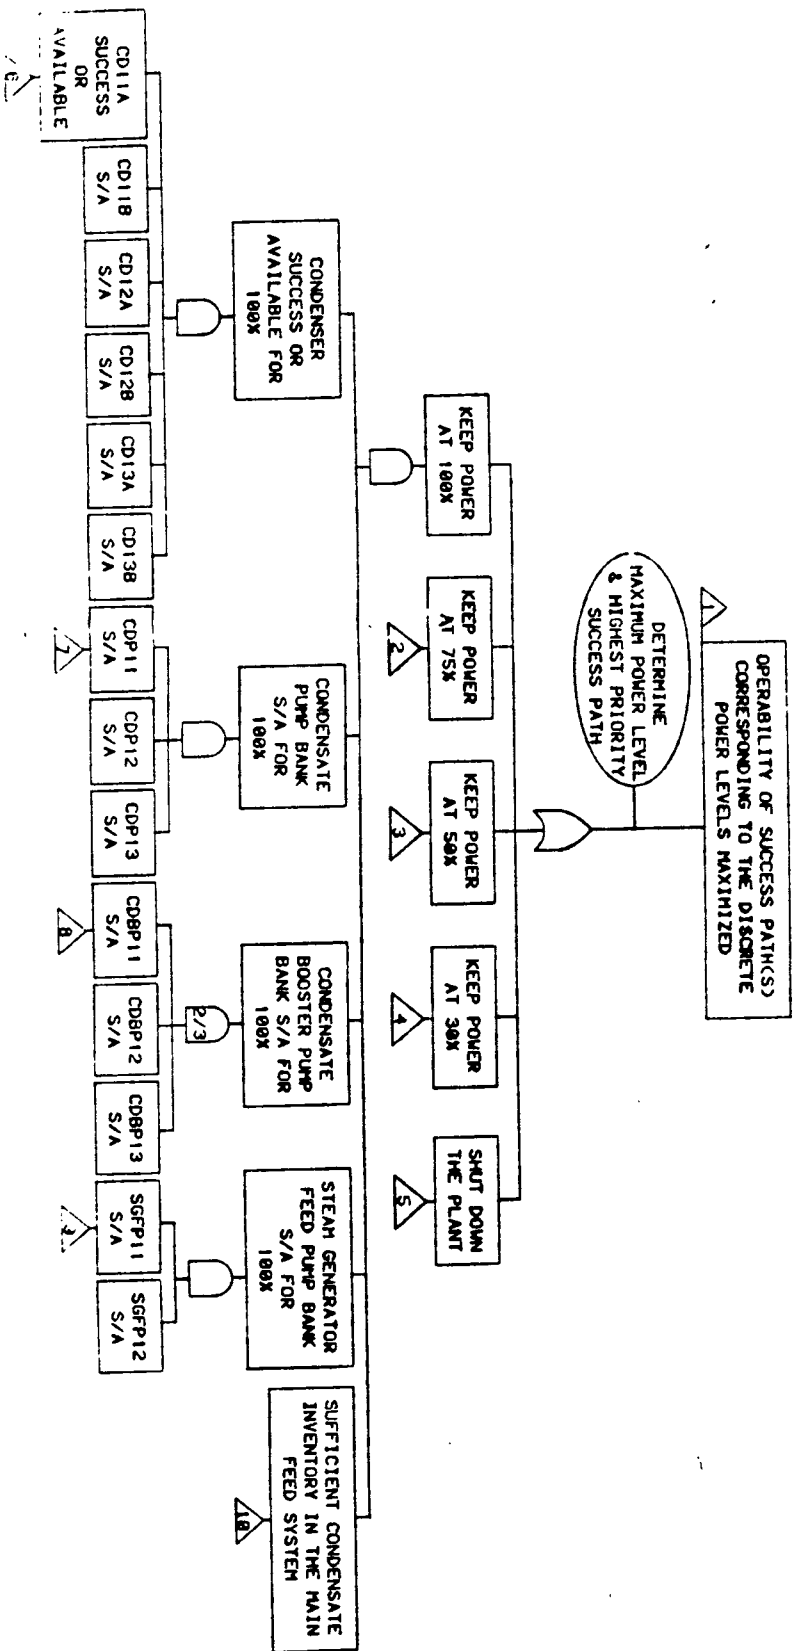 OPERABILITY OF SUCCESS PATH(S)
CORRESPONDING TO THE DISCRETE
POWER LEVELS MAXIMIZED
1
DETERMINE
MAXIMUM POWER LEVEL
& HIGHEST PRIORITY
SUCCESS PATH
KEEP POWER
AT 100%
KEEP POWER
AT 75%
2
KEEP POWER
AT 50%
3
KEEP POWER
AT 30%
4
SHUT DOWN
THE PLANT
5
CONDENSER
SUCCESS OR
AVAILABLE FOR
100%
CONDENSATE
PUMP BANK
S/A FOR
100%
CONDENSATE
BOOSTER PUMP
BANK S/A FOR
100%
2/3
STEAM GENERATOR
FEED PUMP BANK
S/A FOR
100%
SUFFICIENT CONDENSATE
INVENTORY IN THE MAIN
FEED SYSTEM
10
CD11A
SUCCESS
OR
AVAILABLE
6
CD11B
S/A
CD12A
S/A
CD12B
S/A
CD13A
S/A
CD13B
S/A
CDP11
S/A
7
CDP12
S/A
CDP13
S/A
CDBP11
S/A
8
CDBP12
S/A
CDBP13
S/A
SGFP11
S/A
SGFP12
S/A